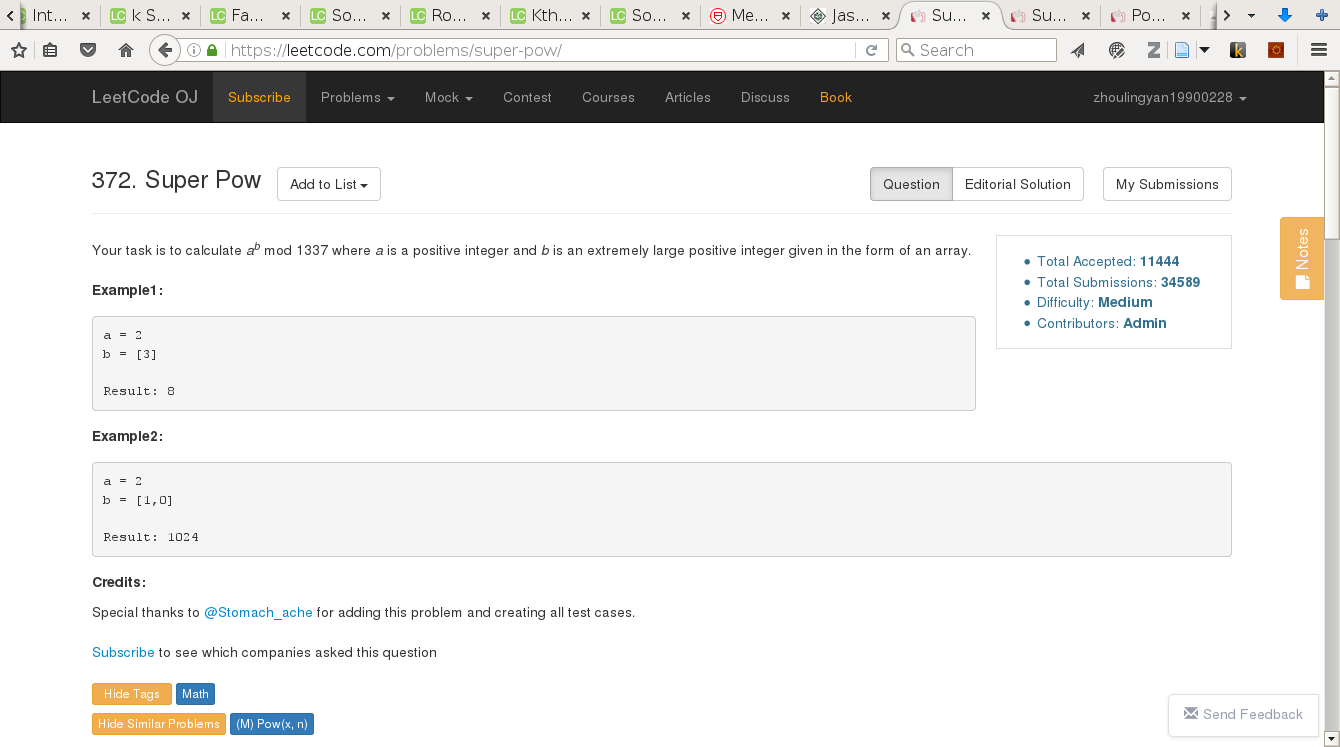 Int... k S... Fa... So... Ro... Kth... So... Me... Jas... Su... Su... Po...
https://leetcode.com/problems/super-pow/ Search
LeetCode OJ Subscribe Problems Mock Contest Courses Articles Discuss Book zhoulingyan19900228
372. Super Pow Add to List Question Editorial Solution My Submissions
Your task is to calculate a^b mod 1337 where a is a positive integer and b is an extremely large positive integer given in the form of an array.
Total Accepted: 11444
Total Submissions: 34589
Difficulty: Medium
Contributors: Admin
Notes
Example1:
a = 2
b = [3]
Result: 8
Example2:
a = 2
b = [1,0]
Result: 1024
Credits:
Special thanks to @Stomach_ache for adding this problem and creating all test cases.
Subscribe to see which companies asked this question
Hide Tags Math
Hide Similar Problems (M) Pow(x, n)
Send Feedback